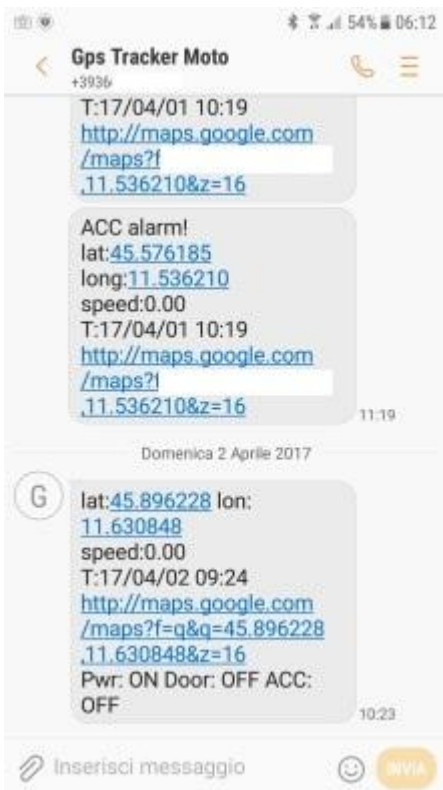 54% 06:12
Gps Tracker Moto
+3936
T:17/04/01 10:19
http://maps.google.com
/maps?f
,11.536210&z=16
ACC alarm!
lat:45.576185
long:11.536210
speed:0.00
T:17/04/01 10:19
http://maps.google.com
/maps?f
,11.536210&z=16
11:19
Domenica 2 Aprile 2017
G
lat:45.896228 lon:
11.630848
speed:0.00
T:17/04/02 09:24
http://maps.google.com
/maps?f=q&q=45.896228
,11.630848&z=16
Pwr: ON Door: OFF ACC:
OFF
10:23
Inserisci messaggio
INVIA